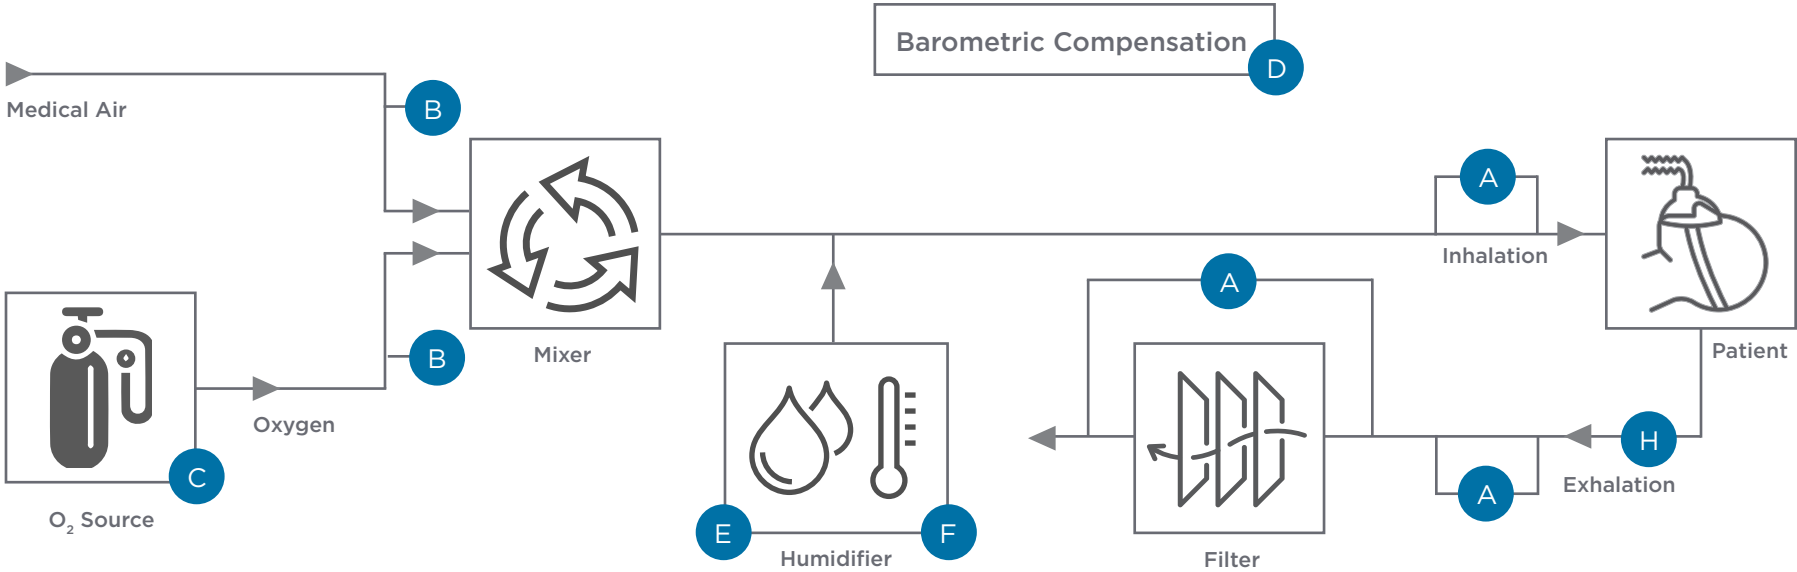 Barometric Compensation
D
Medical Air
B
A
Inhalation
A
Mixer
B
Patient
Oxygen
H
C
A
Exhalation
O₂ Source
E
F
Humidifier
Filter